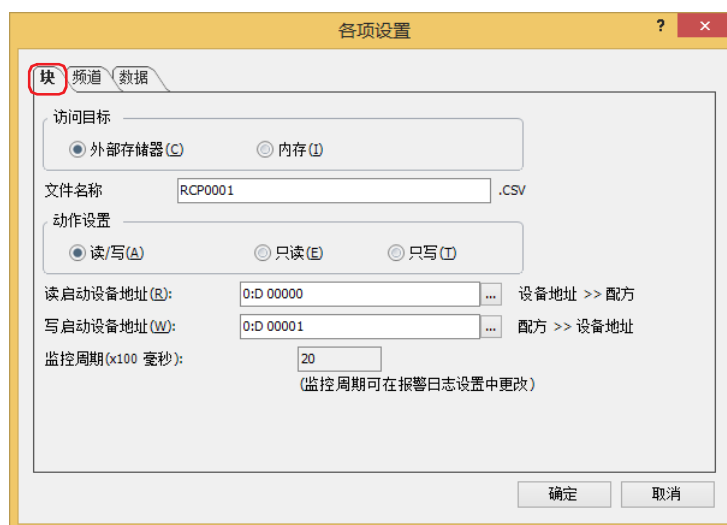 各项设置
? ×
块 频道 数据
访问目标
外部存储器(C) 内存(I)
文件名称 RCP0001 .CSV
动作设置
读/写(A) 只读(E) 只写(T)
读启动设备地址(R): 0:D 00000 ... 设备地址 >> 配方
写启动设备地址(W): 0:D 00001 ... 配方 >> 设备地址
监控周期(x100 毫秒): 20
(监控周期可在报警日志设置中更改)
确定 取消